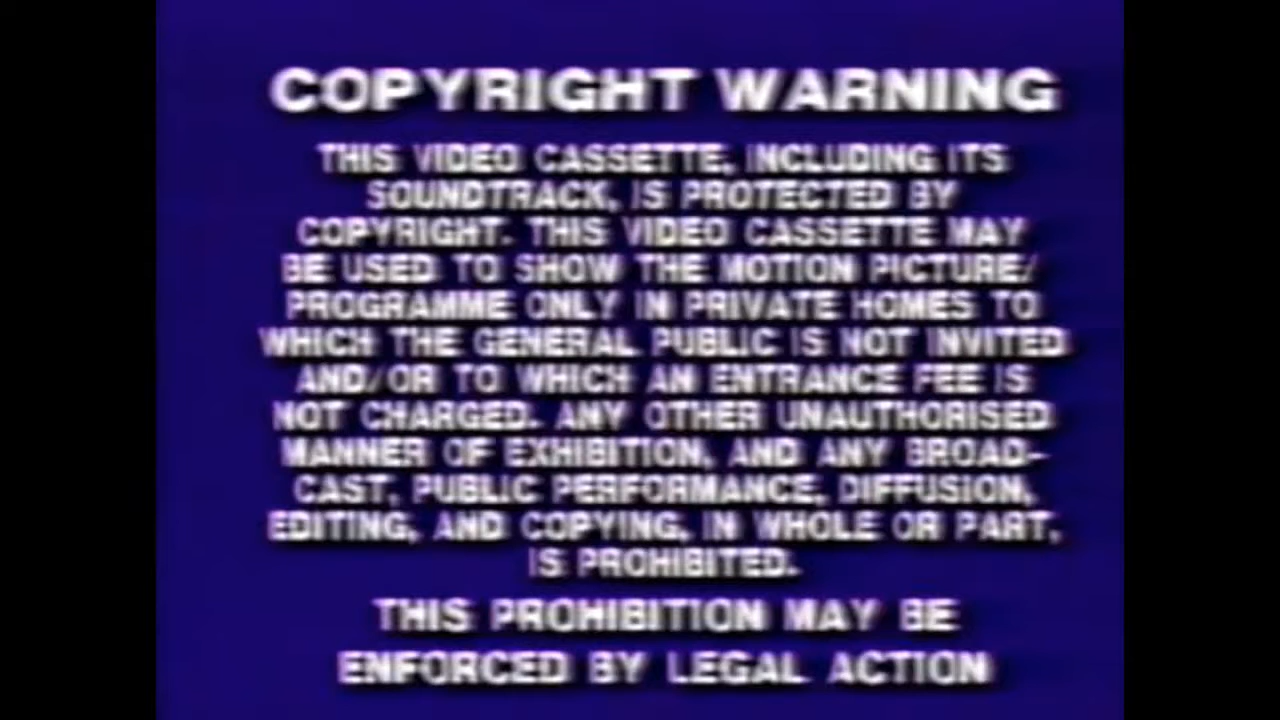 COPYRIGHT WARNING
THIS VIDEO CASSETTE, INCLUDING ITS
SOUNDTRACK, IS PROTECTED BY
COPYRIGHT. THIS VIDEO CASSETTE MAY
BE USED TO SHOW THE MOTION PICTURE/
PROGRAMME ONLY IN PRIVATE HOMES TO
WHICH THE GENERAL PUBLIC IS NOT INVITED
AND/OR TO WHICH AN ENTRANCE FEE IS
NOT CHARGED. ANY OTHER UNAUTHORISED
MANNER OF EXHIBITION, AND ANY BROAD-
CAST, PUBLIC PERFORMANCE, DIFFUSION,
EDITING, AND COPYING, IN WHOLE OR PART,
IS PROHIBITED.
THIS PROHIBITION MAY BE
ENFORCED BY LEGAL ACTION